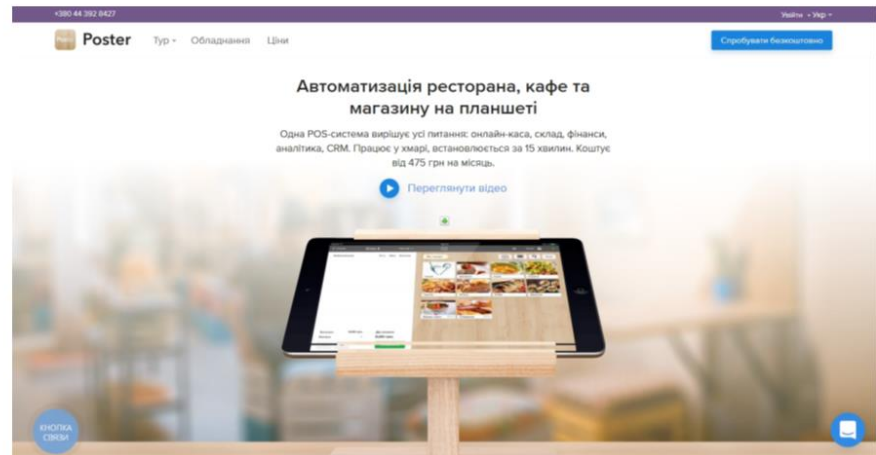 +380 44 392 8427
Увійти
Укр
Poster
Тур
Обладнання
Ціни
Спробувати безкоштовно
Автоматизація ресторана, кафе та
магазину на планшеті
Одна POS-система вирішує усі питання: онлайн-каса, склад, фінанси,
аналітика, CRM. Працює у хмарі, встановлюється за 15 хвилин. Коштує
від 475 грн на місяць.
Переглянути відео
КНОПКА
СВЯЗИ